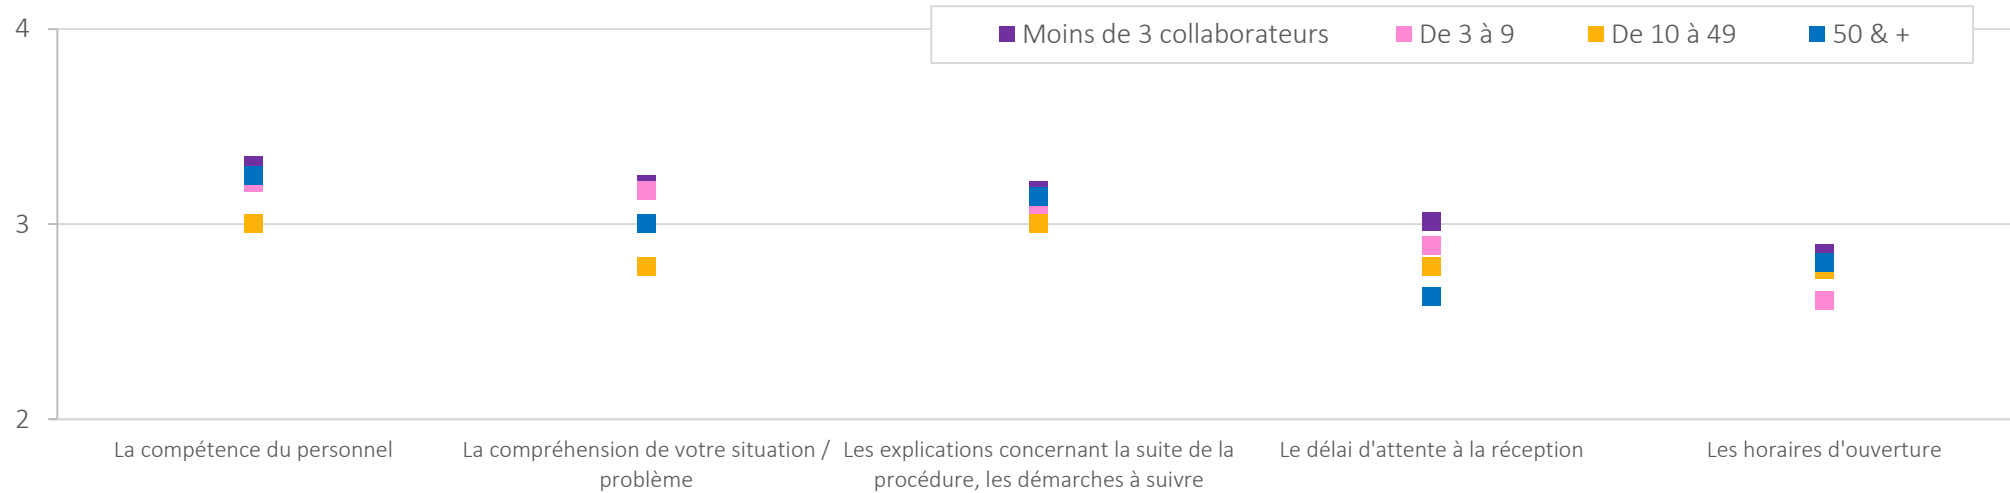 4
Moins de 3 collaborateurs
De 3 à 9
De 10 à 49
50 & +
3
2
La compétence du personnel
La compréhension de votre situation /
problème
Les explications concernant la suite de la
procédure, les démarches à suivre
Le délai d'attente à la réception
Les horaires d'ouverture